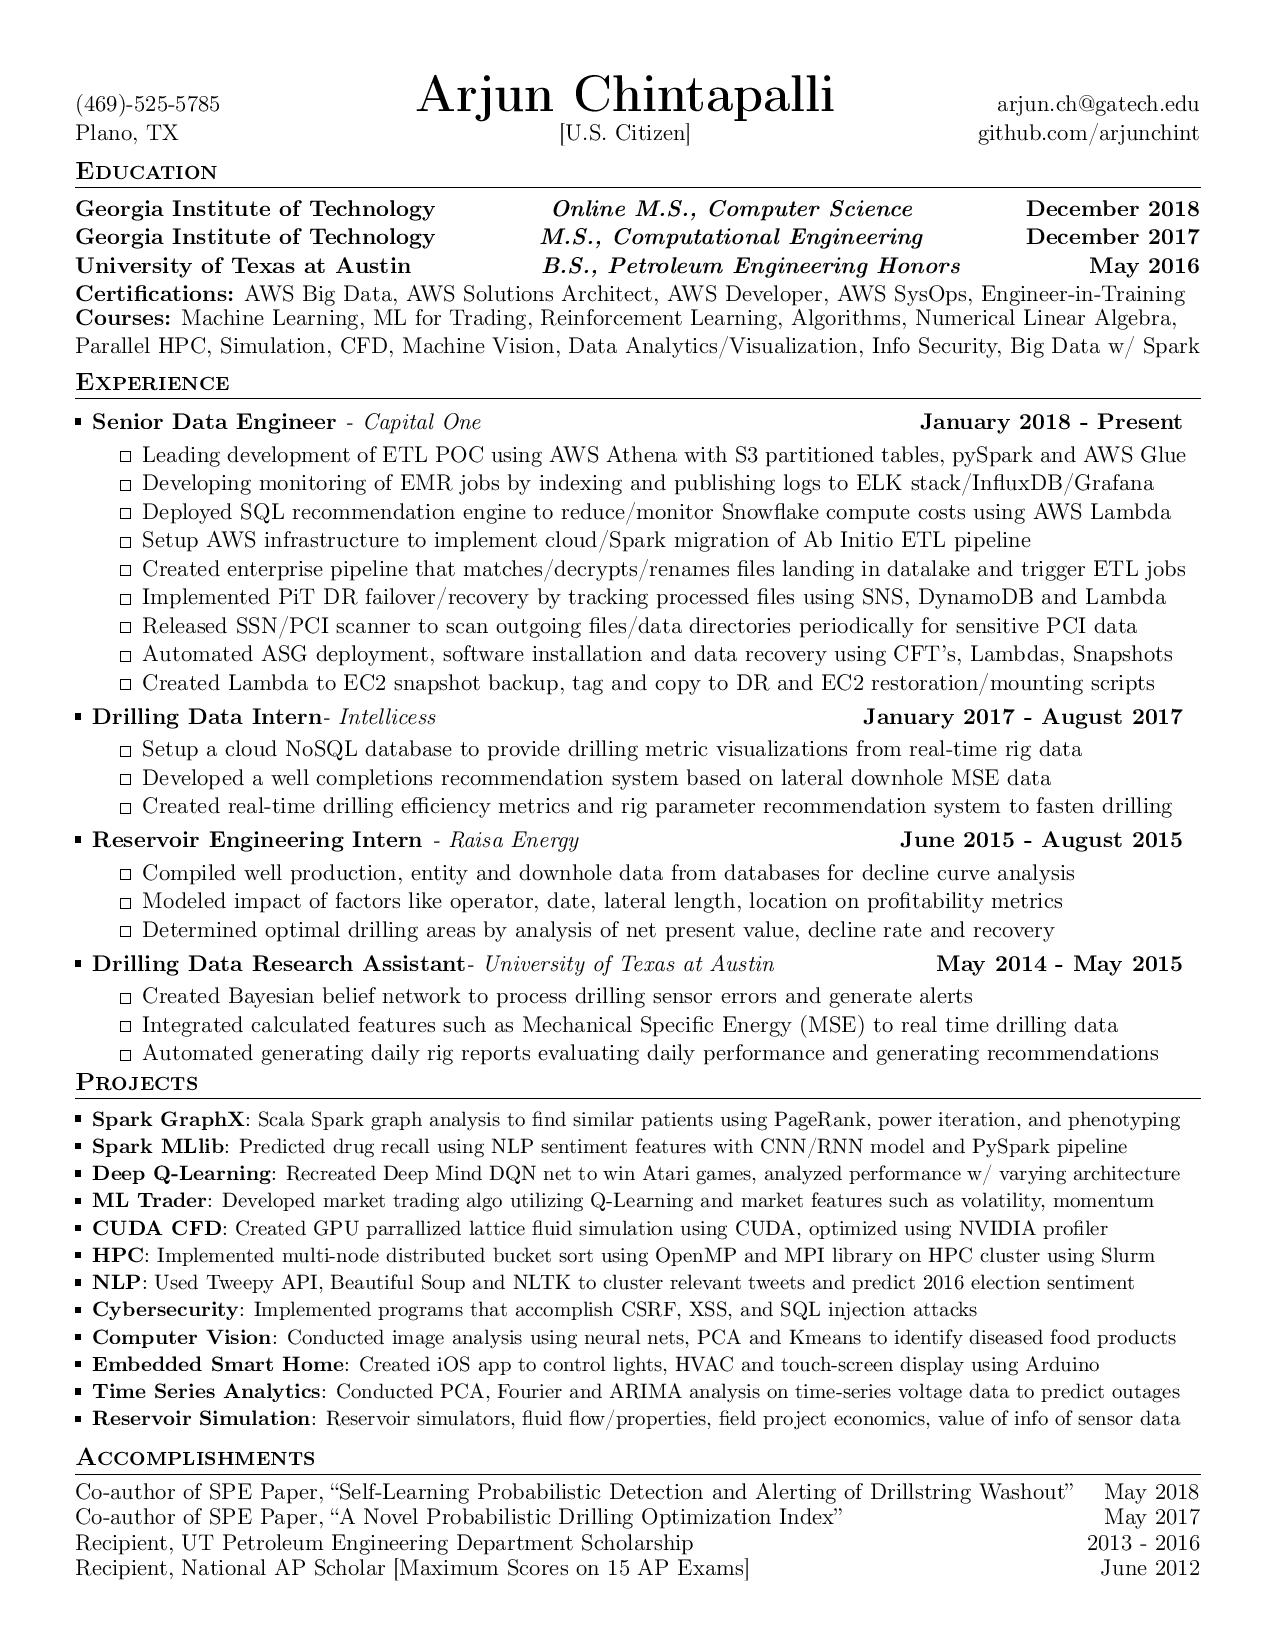 Arjun Chintapalli
(469)-525-5785 arjun.ch@gatech.edu
Plano, TX [U.S. Citizen] github.com/arjunchint
Education
Georgia Institute of Technology Online M.S., Computer Science December 2018
Georgia Institute of Technology M.S., Computational Engineering December 2017
University of Texas at Austin B.S., Petroleum Engineering Honors May 2016
Certifications: AWS Big Data, AWS Solutions Architect, AWS Developer, AWS SysOps, Engineer-in-Training
Courses: Machine Learning, ML for Trading, Reinforcement Learning, Algorithms, Numerical Linear Algebra,
Parallel HPC, Simulation, CFD, Machine Vision, Data Analytics/Visualization, Info Security, Big Data w/ Spark
Experience
Senior Data Engineer - Capital One January 2018 - Present
Leading development of ETL POC using AWS Athena with S3 partitioned tables, pySpark and AWS Glue
Developing monitoring of EMR jobs by indexing and publishing logs to ELK stack/InfluxDB/Grafana
Deployed SQL recommendation engine to reduce/monitor Snowflake compute costs using AWS Lambda
Setup AWS infrastructure to implement cloud/Spark migration of Ab Initio ETL pipeline
Created enterprise pipeline that matches/decrypts/renames files landing in datalake and trigger ETL jobs
Implemented PiT DR failover/recovery by tracking processed files using SNS, DynamoDB and Lambda
Released SSN/PCI scanner to scan outgoing files/data directories periodically for sensitive PCI data
Automated ASG deployment, software installation and data recovery using CFT's, Lambdas, Snapshots
Created Lambda to EC2 snapshot backup, tag and copy to DR and EC2 restoration/mounting scripts
Drilling Data Intern- Intellicess January 2017 - August 2017
Setup a cloud NoSQL database to provide drilling metric visualizations from real-time rig data
Developed a well completions recommendation system based on lateral downhole MSE data
Created real-time drilling efficiency metrics and rig parameter recommendation system to fasten drilling
Reservoir Engineering Intern - Raisa Energy June 2015 - August 2015
Compiled well production, entity and downhole data from databases for decline curve analysis
Modeled impact of factors like operator, date, lateral length, location on profitability metrics
Determined optimal drilling areas by analysis of net present value, decline rate and recovery
Drilling Data Research Assistant- University of Texas at Austin May 2014 - May 2015
Created Bayesian belief network to process drilling sensor errors and generate alerts
Integrated calculated features such as Mechanical Specific Energy (MSE) to real time drilling data
Automated generating daily rig reports evaluating daily performance and generating recommendations
Projects
Spark GraphX: Scala Spark graph analysis to find similar patients using PageRank, power iteration, and phenotyping
Spark MLlib: Predicted drug recall using NLP sentiment features with CNN/RNN model and PySpark pipeline
Deep Q-Learning: Recreated Deep Mind DQN net to win Atari games, analyzed performance w/ varying architecture
ML Trader: Developed market trading algo utilizing Q-Learning and market features such as volatility, momentum
CUDA CFD: Created GPU parrallized lattice fluid simulation using CUDA, optimized using NVIDIA profiler
HPC: Implemented multi-node distributed bucket sort using OpenMP and MPI library on HPC cluster using Slurm
NLP: Used Tweepy API, Beautiful Soup and NLTK to cluster relevant tweets and predict 2016 election sentiment
Cybersecurity: Implemented programs that accomplish CSRF, XSS, and SQL injection attacks
Computer Vision: Conducted image analysis using neural nets, PCA and Kmeans to identify diseased food products
Embedded Smart Home: Created iOS app to control lights, HVAC and touch-screen display using Arduino
Time Series Analytics: Conducted PCA, Fourier and ARIMA analysis on time-series voltage data to predict outages
Reservoir Simulation: Reservoir simulators, fluid flow/properties, field project economics, value of info of sensor data
Accomplishments
Co-author of SPE Paper, “Self-Learning Probabilistic Detection and Alerting of Drillstring Washout” May 2018
Co-author of SPE Paper, “A Novel Probabilistic Drilling Optimization Index” May 2017
Recipient, UT Petroleum Engineering Department Scholarship 2013 - 2016
Recipient, National AP Scholar [Maximum Scores on 15 AP Exams] June 2012